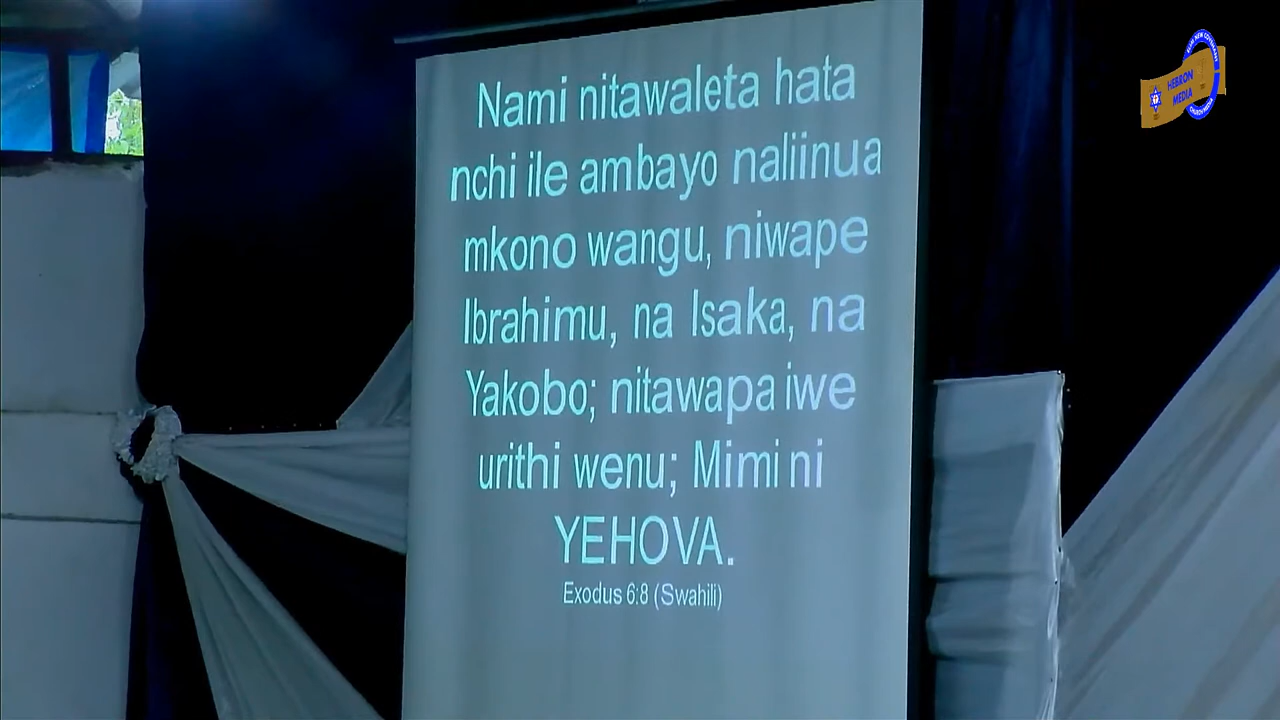 Nami nitawaleta hata
nchi ile ambayo naliinua
mkono wangu, niwape
Ibrahimu, na Isaka, na
Yakobo; nitawapa iwe
urithi wenu; Mimi ni
YEHOVA.
Exodus 6:8 (Swahili)
HEBRON
MEDIA